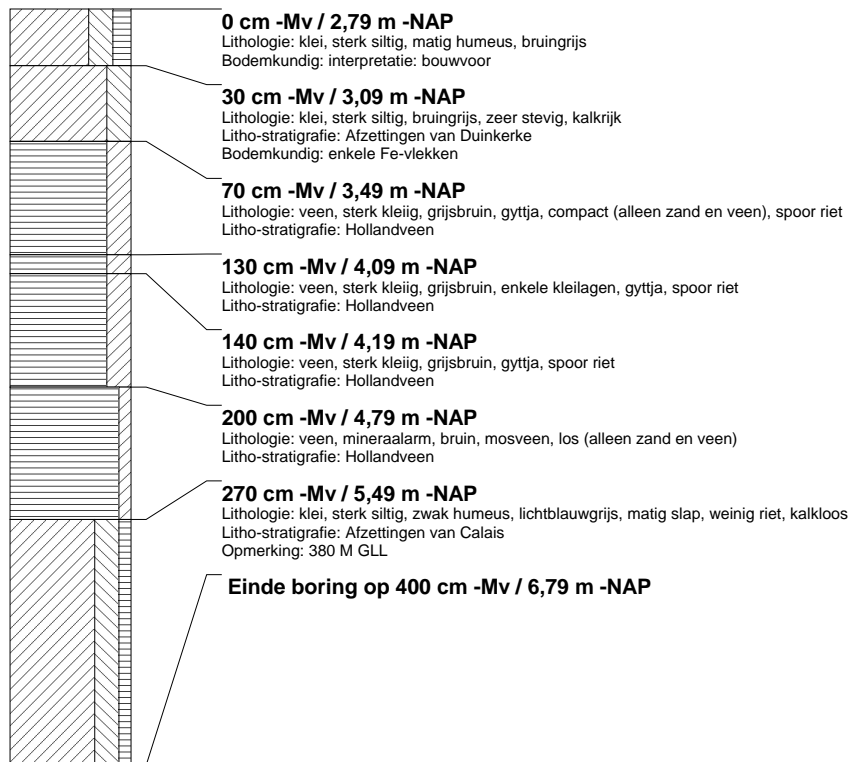 0 cm -Mv / 2,79 m -NAP
Lithologie: klei, sterk siltig, matig humeus, bruingrijs
Bodemkundig: interpretatie: bouwvoor
30 cm -Mv / 3,09 m -NAP
Lithologie: klei, sterk siltig, bruingrijs, zeer stevig, kalkrijk
Litho-stratigrafie: Afzettingen van Duinkerke
Bodemkundig: enkele Fe-vlekken
70 cm -Mv / 3,49 m -NAP
Lithologie: veen, sterk kleiig, grijsbruin, gyttja, compact (alleen zand en veen), spoor riet
Litho-stratigrafie: Hollandveen
130 cm -Mv / 4,09 m -NAP
Lithologie: veen, sterk kleiig, grijsbruin, enkele kleilagen, gyttja, spoor riet
Litho-stratigrafie: Hollandveen
140 cm -Mv / 4,19 m -NAP
Lithologie: veen, sterk kleiig, grijsbruin, gyttja, spoor riet
Litho-stratigrafie: Hollandveen
200 cm -Mv / 4,79 m -NAP
Lithologie: veen, mineraalarm, bruin, mosveen, los (alleen zand en veen)
Litho-stratigrafie: Hollandveen
270 cm -Mv / 5,49 m -NAP
Lithologie: klei, sterk siltig, zwak humeus, lichtblauwgrijs, matig slap, weinig riet, kalkloos
Litho-stratigrafie: Afzettingen van Calais
Opmerking: 380 M GLL
Einde boring op 400 cm -Mv / 6,79 m -NAP